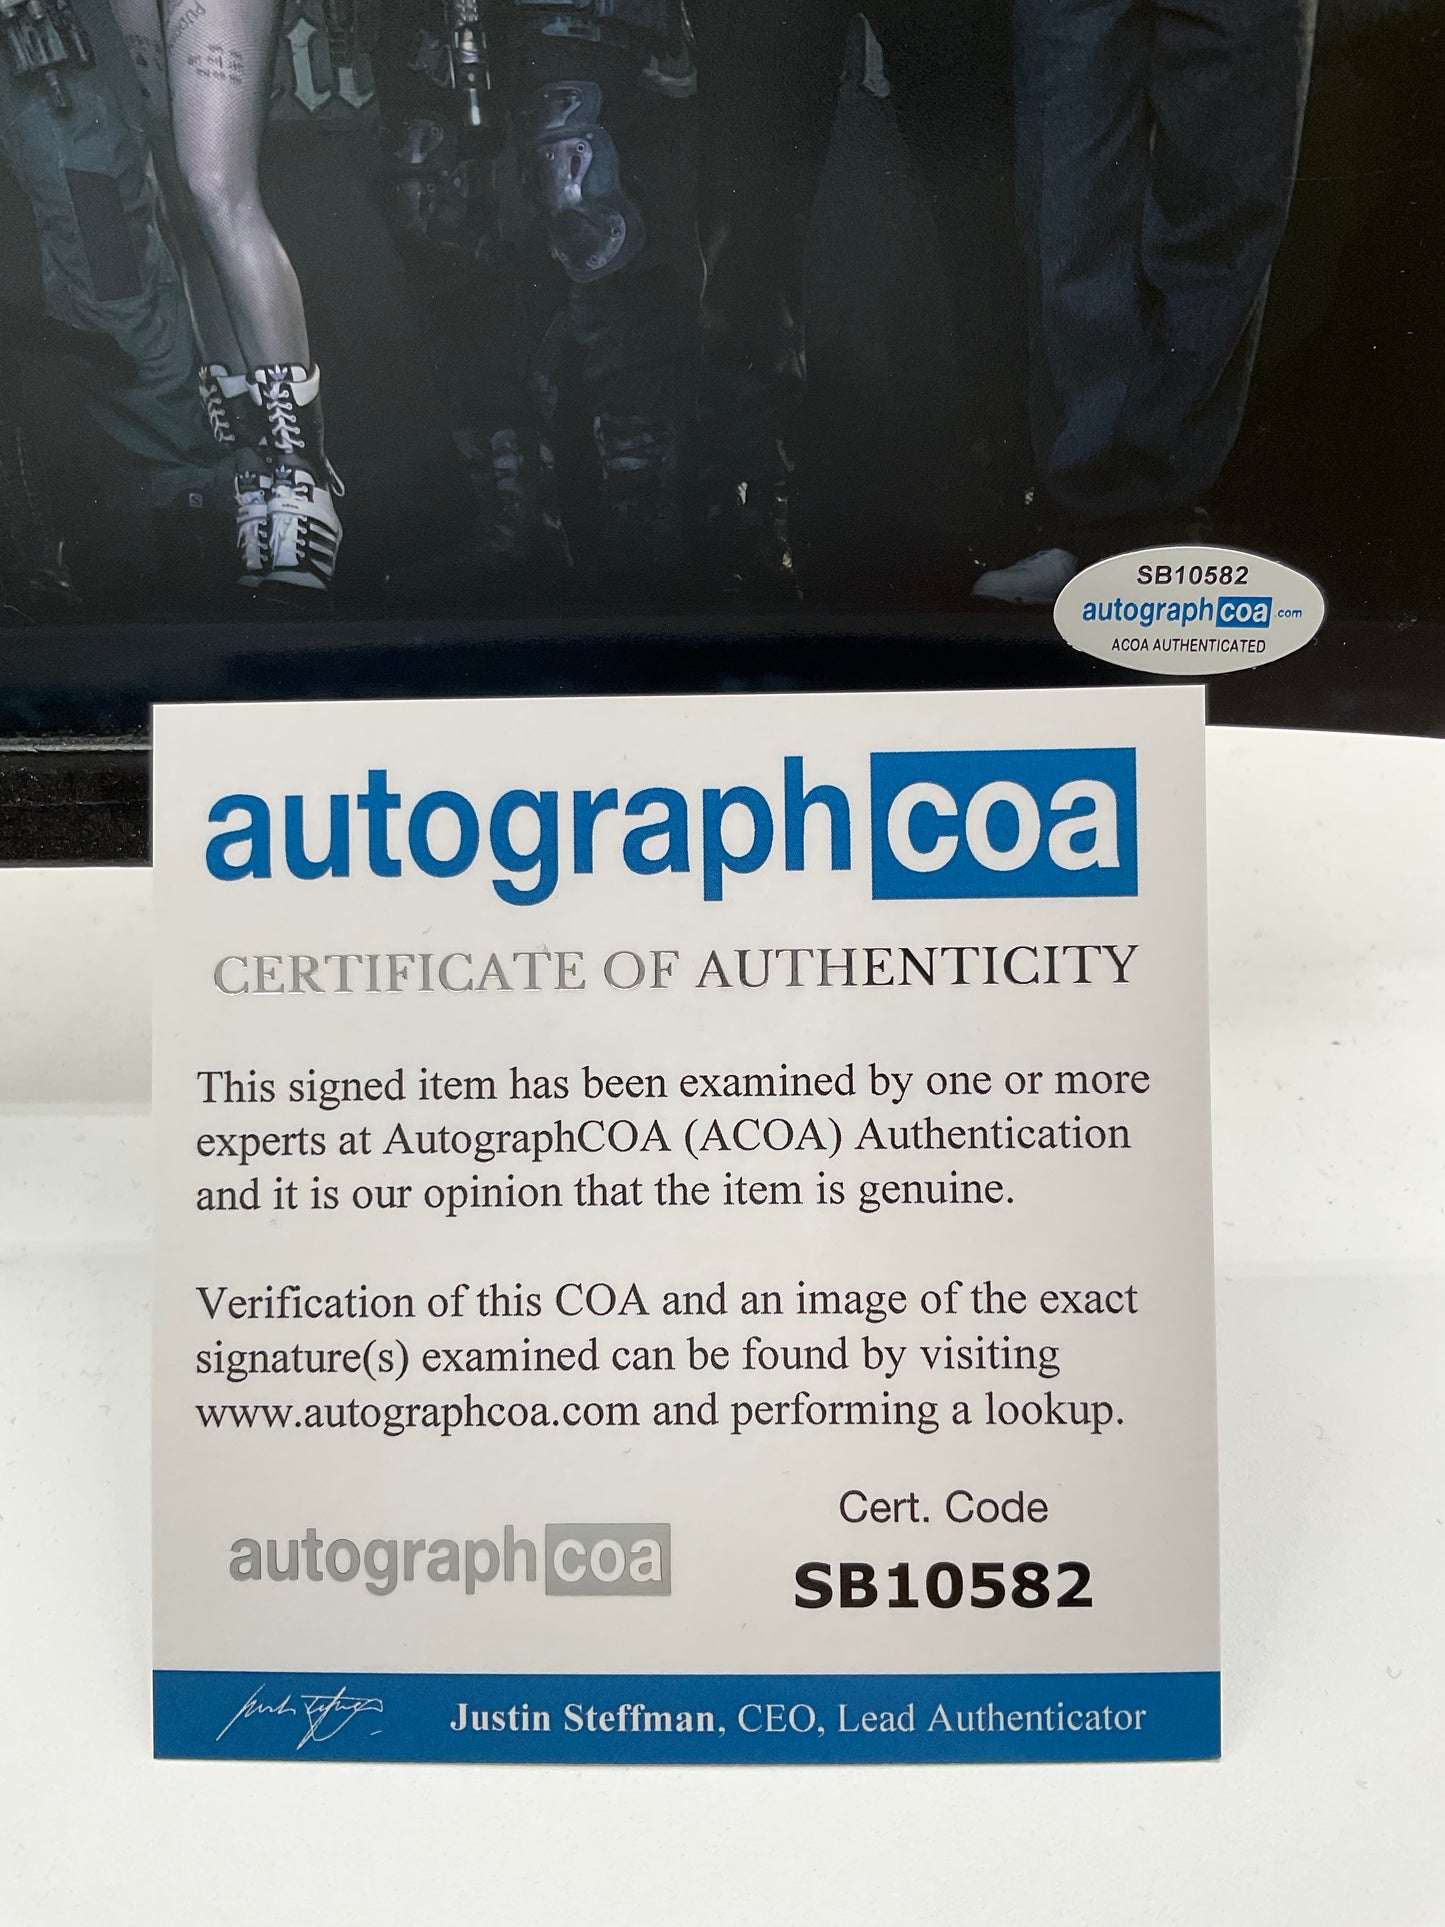 SB10582
autographcoa.com
ACOA AUTHENTICATED
autographcoa
CERTIFICATE OF AUTHENTICITY
This signed item has been examined by one or more
experts at AutographCOA (ACOA) Authentication
and it is our opinion that the item is genuine.
Verification of this COA and an image of the exact
signature(s) examined can be found by visiting
www.autographcoa.com and performing a lookup.
Cert. Code
autographcoa
SB10582
Justin Steffman, CEO, Lead Authenticator